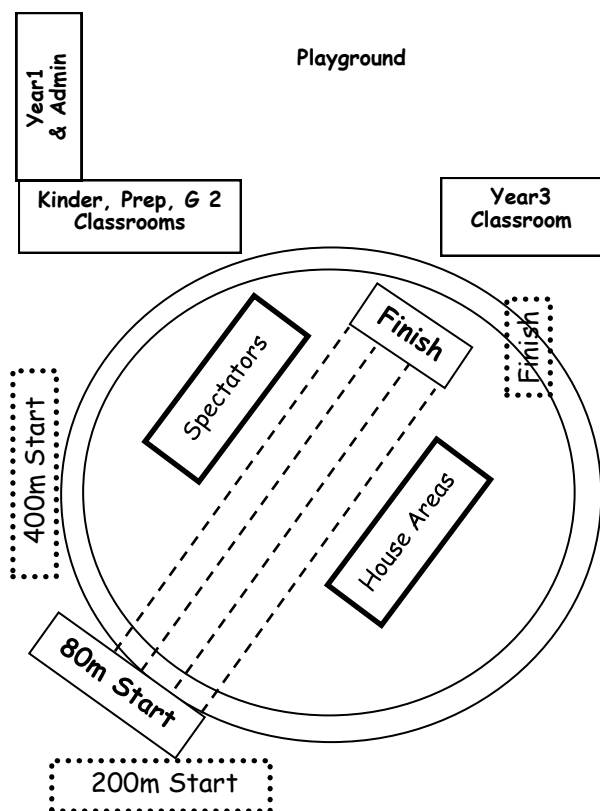 Playground
Year1
& Admin
Kinder, Prep, G 2
Classrooms
Year3
Classroom
Finish
Finish
Spectators
400m Start
House Areas
80m Start
200m Start